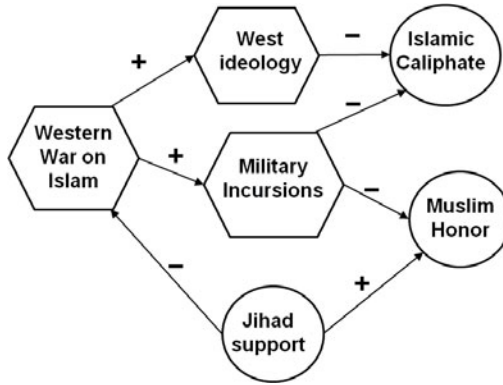 West
ideology
Islamic
Caliphate
Western
War on
Islam
Military
Incursions
Muslim
Honor
Jihad
support
+
−
−
+
−
−
+